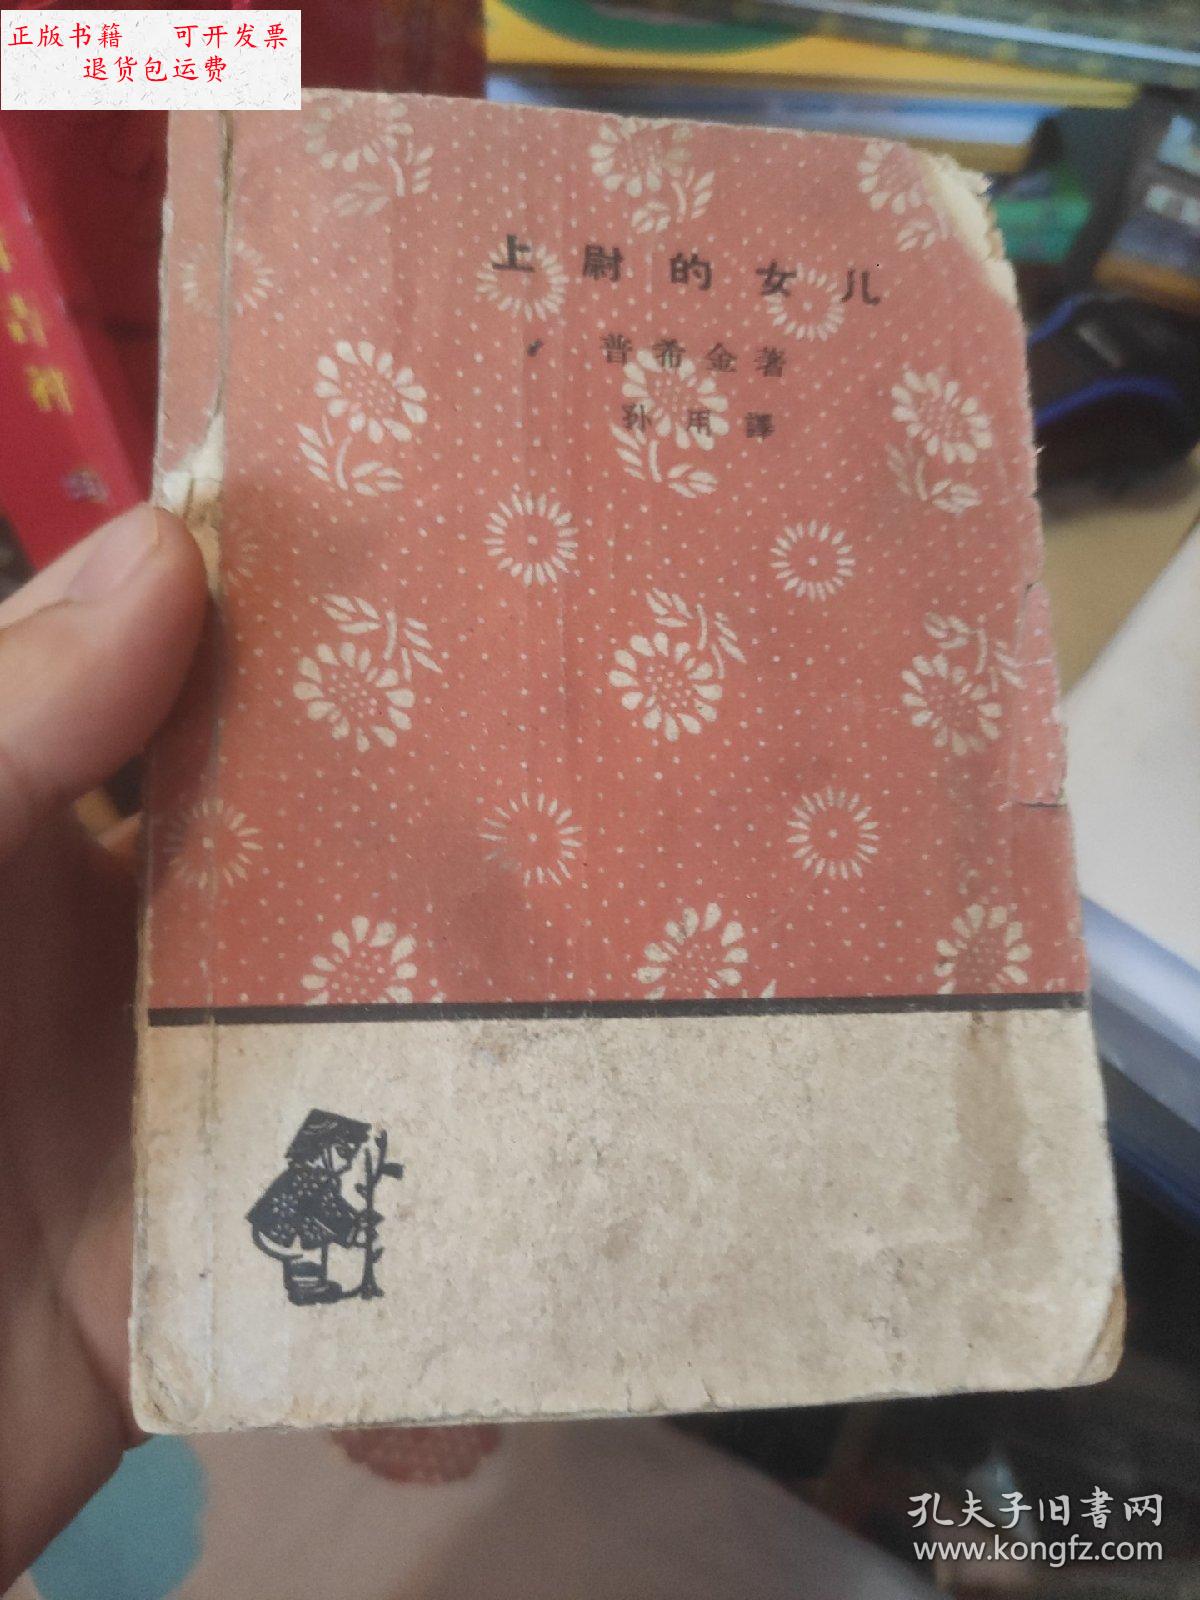 正版书籍 可开发票
退货包运费
上尉的女儿
普希金著
孙用譯
孔夫子旧書网
www.kongfz.com